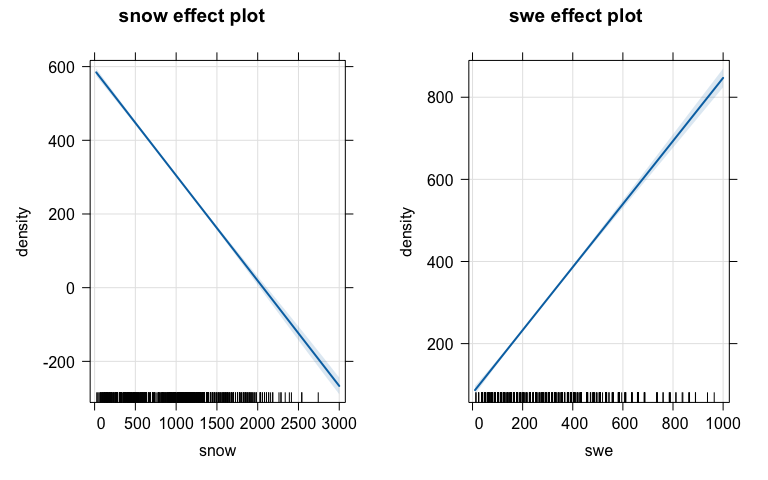 snow effect plot
density
600
400
200
0
-200
0 500 1000 1500 2000 2500 3000
snow
swe effect plot
density
800
600
400
200
0 200 400 600 800 1000
swe